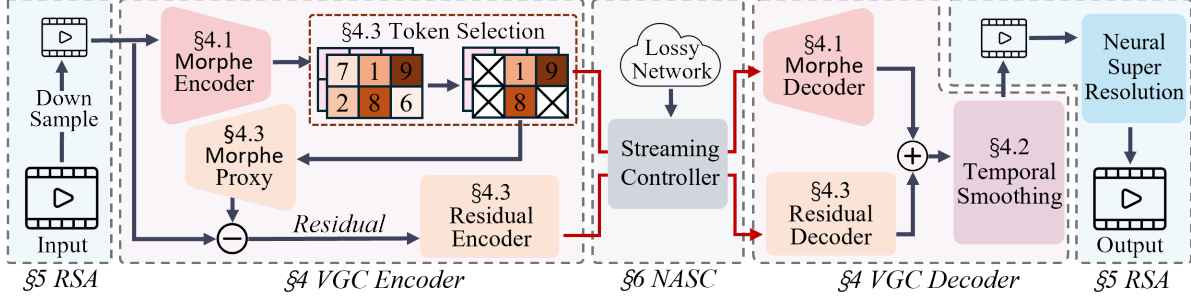 Down
Sample
Input
§5 RSA
§4.1
Morphe
Encoder
§4.3 Token Selection
7 1 9
2 8 6
1 9
8
§4.3
Morphe
Proxy
Residual
§4.3
Residual
Encoder
§4 VGC Encoder
Lossy
Network
Streaming
Controller
§6 NASC
§4.1
Morphe
Decoder
§4.3
Residual
Decoder
§4.2
Temporal
Smoothing
§4 VGC Decoder
Neural
Super
Resolution
Output
§5 RSA